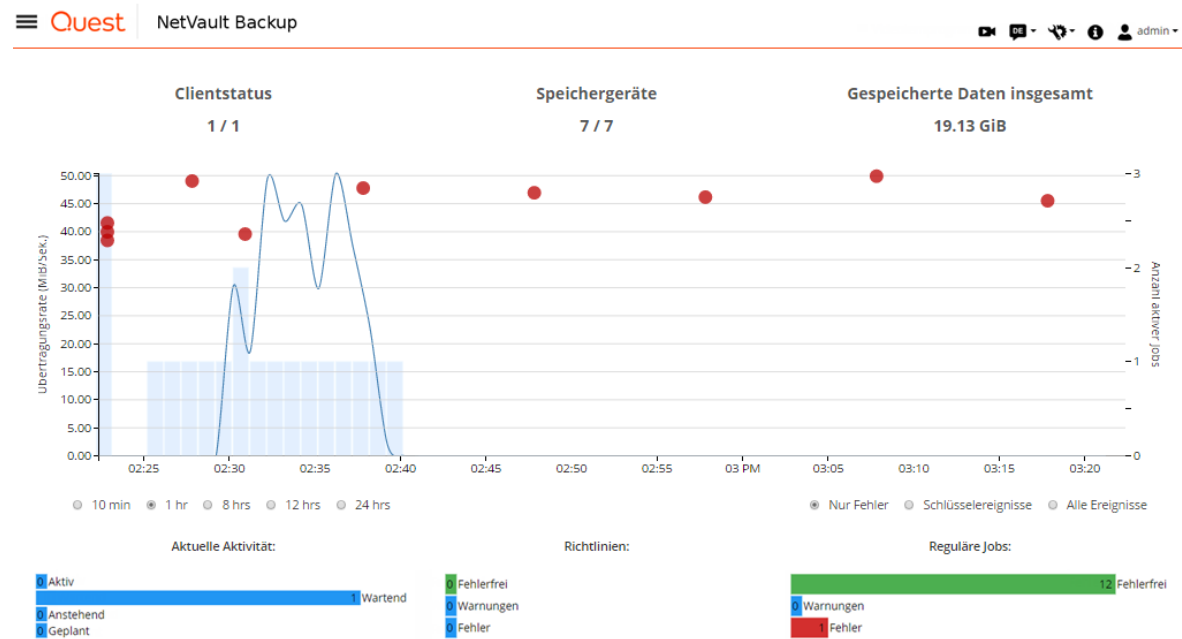 Quest NetVault Backup
DE admin
Clientstatus Speichergeräte Gespeicherte Daten insgesamt
1 / 1 7 / 7 19.13 GiB
50.00
45.00
40.00
35.00
30.00
25.00
20.00
15.00
10.00
5.00
0.00
Übertragungsrate (MiB/Sek.)
3
2
1
0
Anzahl aktiver Jobs
02:25 02:30 02:35 02:40 02:45 02:50 02:55 03 PM 03:05 03:10 03:15 03:20
10 min 1 hr 8 hrs 12 hrs 24 hrs Nur Fehler Schlüsselereignisse Alle Ereignisse
Aktuelle Aktivität: Richtlinien: Reguläre Jobs:
0 Aktiv
1 Wartend
0 Anstehend
0 Geplant
0 Fehlerfrei
0 Warnungen
0 Fehler
12 Fehlerfrei
0 Warnungen
1 Fehler